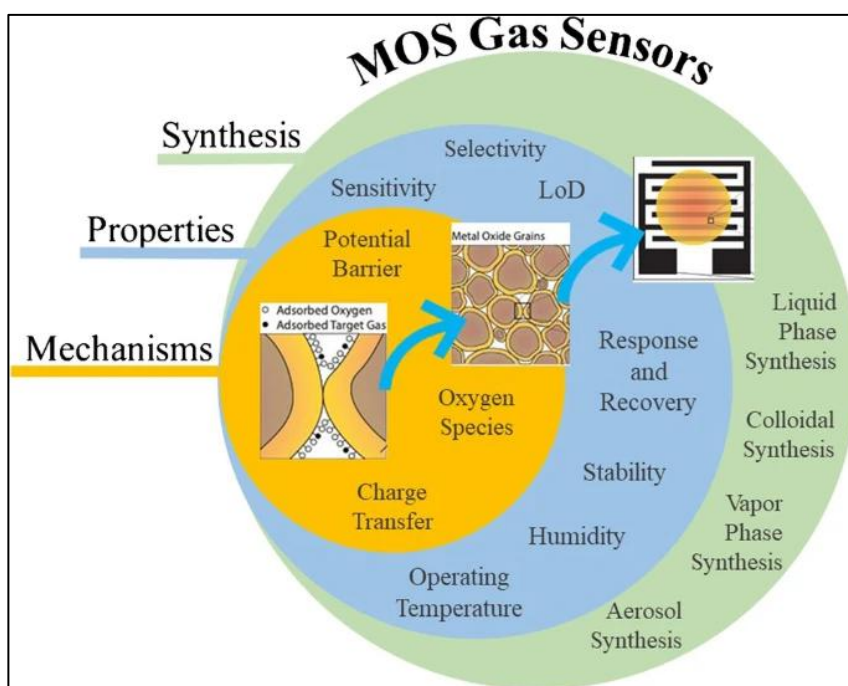 MOS Gas Sensors
Synthesis
Properties
Mechanisms
Selectivity
Sensitivity
LoD
Potential
Barrier
Metal Oxide Grains
Adsorbed Oxygen
Adsorbed Target Gas
Oxygen
Species
Charge
Transfer
Response
and
Recovery
Stability
Humidity
Operating
Temperature
Liquid
Phase
Synthesis
Colloidal
Synthesis
Vapor
Phase
Synthesis
Aerosol
Synthesis